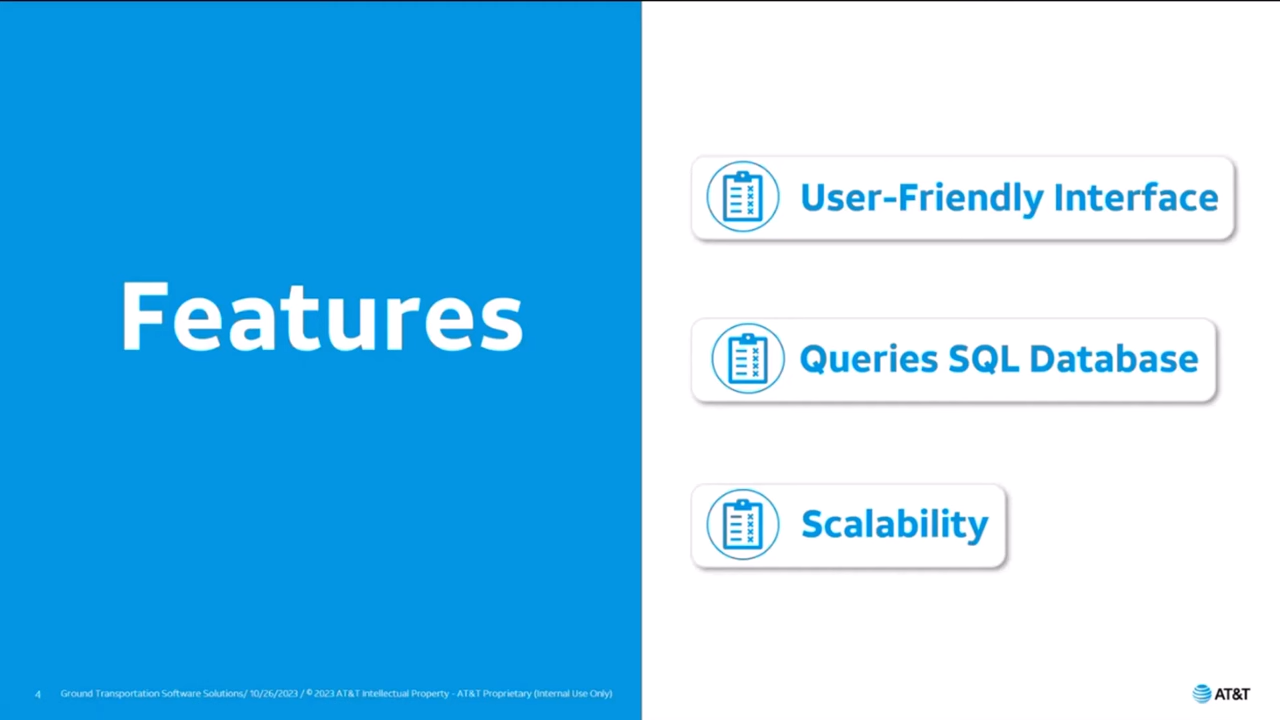 Features
User-Friendly Interface
Queries SQL Database
Scalability
4 Ground Transportation Software Solutions/ 10/26/2023 / © 2023 AT&T Intellectual Property - AT&T Proprietary (Internal Use Only)
AT&T